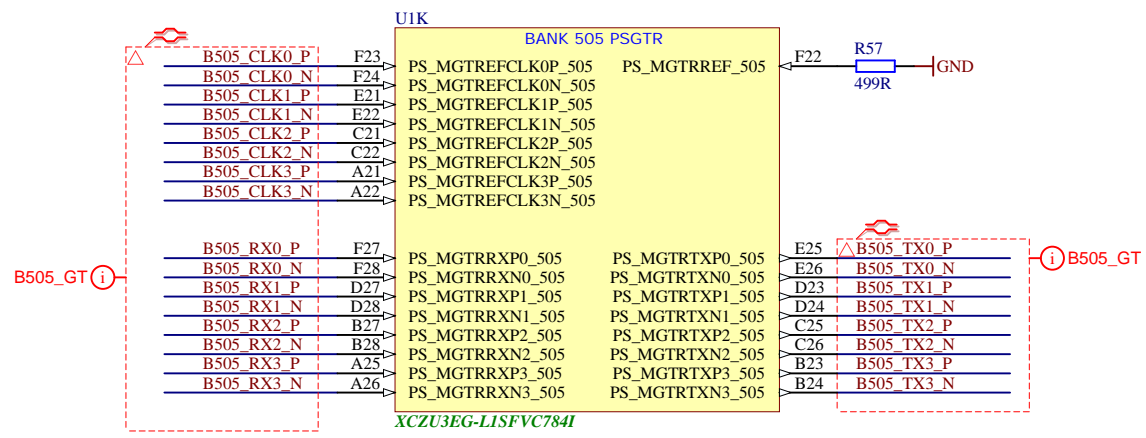 U1K
BANK 505 PSGTR
B505_CLK0_P F23 PS_MGTREFCLK0P_505 PS_MGTRREF_505 F22 R57 499R GND
B505_CLK0_N F24 PS_MGTREFCLK0N_505
B505_CLK1_P E21 PS_MGTREFCLK1P_505
B505_CLK1_N E22 PS_MGTREFCLK1N_505
B505_CLK2_P C21 PS_MGTREFCLK2P_505
B505_CLK2_N C22 PS_MGTREFCLK2N_505
B505_CLK3_P A21 PS_MGTREFCLK3P_505
B505_CLK3_N A22 PS_MGTREFCLK3N_505
B505_RX0_P F27 PS_MGTRRXP0_505 PS_MGTRTXP0_505 E25 B505_TX0_P
B505_GT i B505_RX0_N F28 PS_MGTRRXN0_505 PS_MGTRTXN0_505 E26 B505_TX0_N i B505_GT
B505_RX1_P D27 PS_MGTRRXP1_505 PS_MGTRTXP1_505 D23 B505_TX1_P
B505_RX1_N D28 PS_MGTRRXN1_505 PS_MGTRTXN1_505 D24 B505_TX1_N
B505_RX2_P B27 PS_MGTRRXP2_505 PS_MGTRTXP2_505 C25 B505_TX2_P
B505_RX2_N B28 PS_MGTRRXN2_505 PS_MGTRTXN2_505 C26 B505_TX2_N
B505_RX3_P A25 PS_MGTRRXP3_505 PS_MGTRTXP3_505 B23 B505_TX3_P
B505_RX3_N A26 PS_MGTRRXN3_505 PS_MGTRTXN3_505 B24 B505_TX3_N
XCZU3EG-L1SFVC784I